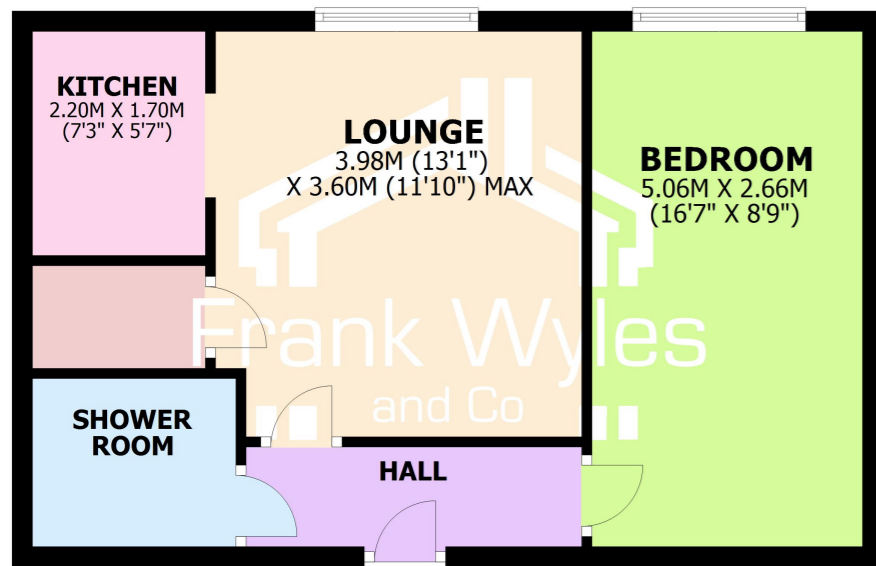 KITCHEN
2.20M X 1.70M
(7'3" X 5'7")
LOUNGE
3.98M (13'1")
X 3.60M (11'10") MAX
BEDROOM
5.06M X 2.66M
(16'7" X 8'9")
Frank Wyles
and Co
SHOWER
ROOM
HALL